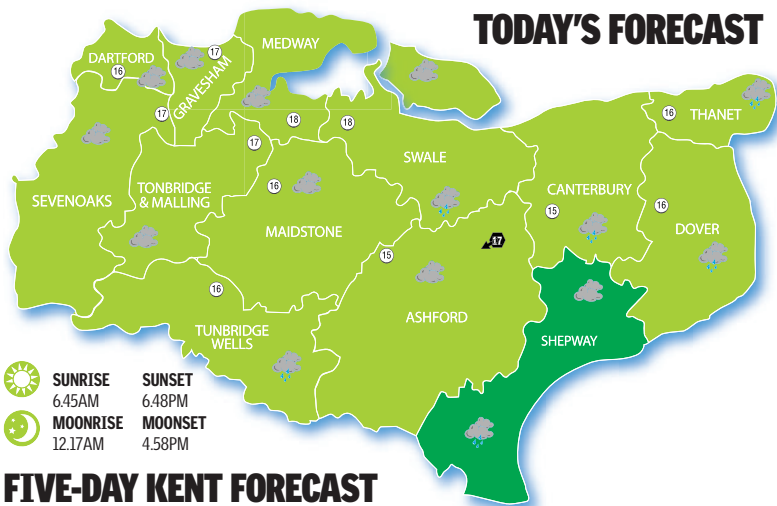 TODAY'S FORECAST
MEDWAY
17
DARTFORD
16
GRAVESHAM
17
18
18
16
THANET
17
SWALE
SEVENOAKS
TONBRIDGE
& MALLING
16
MAIDSTONE
CANTERBURY
15
16
DOVER
17
15
16
ASHFORD
TUNBRIDGE
WELLS
SHEPWAY
SUNRISE SUNSET
6.45AM 6.48PM
MOONRISE MOONSET
12.17AM 4.58PM
FIVE-DAY KENT FORECAST